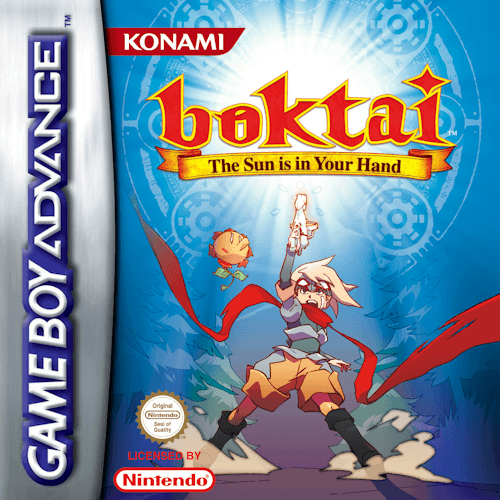 GAME BOY ADVANCE
TM
KONAMI
boktai
TM
The Sun is in Your Hand
Original
Nintendo
Seal of
Quality
LICENSED BY
Nintendo